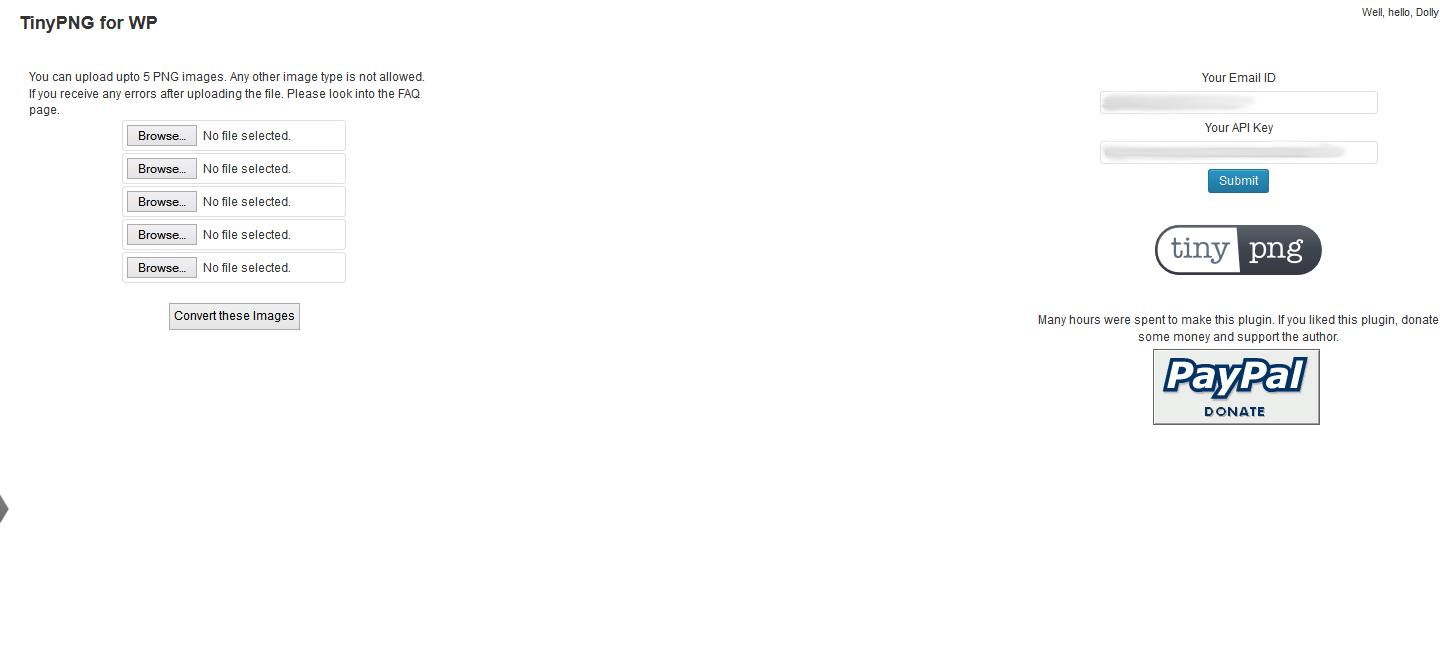 TinyPNG for WP
Well, hello, Dolly
You can upload upto 5 PNG images. Any other image type is not allowed.
If you receive any errors after uploading the file. Please look into the FAQ
page.
Browse... No file selected.
Browse... No file selected.
Browse... No file selected.
Browse... No file selected.
Browse... No file selected.
Convert these Images
Your Email ID
Your API Key
Submit
tiny png
Many hours were spent to make this plugin. If you liked this plugin, donate
some money and support the author.
PayPal
DONATE